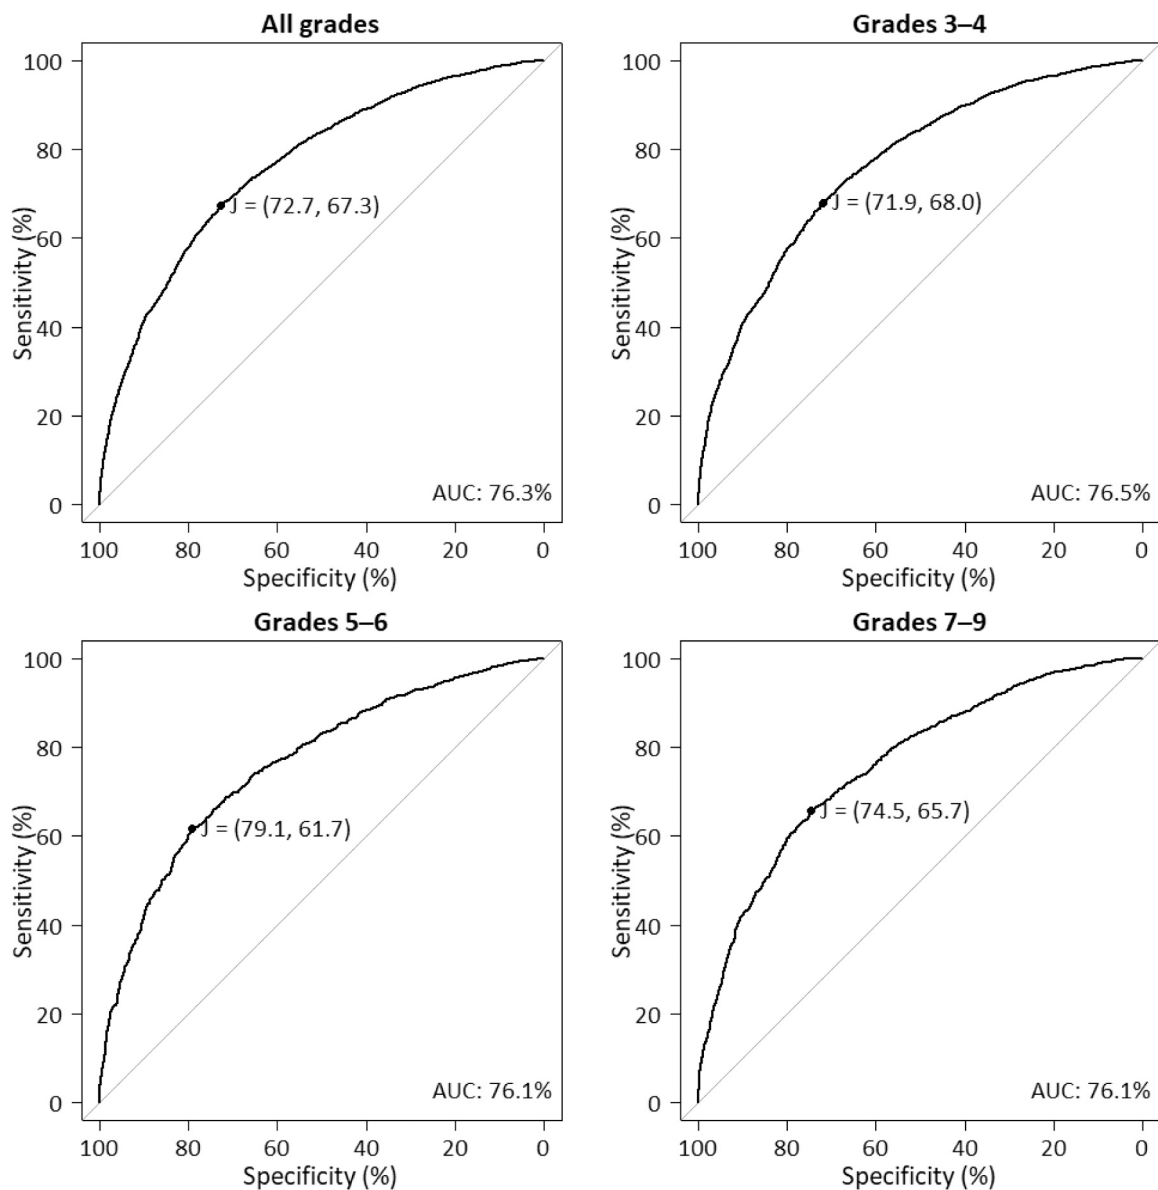 All grades
Sensitivity (%)
100
80
60
40
20
0
J = (72.7, 67.3)
AUC: 76.3%
100 80 60 40 20 0
Specificity (%)
Grades 3–4
Sensitivity (%)
100
80
60
40
20
0
J = (71.9, 68.0)
AUC: 76.5%
100 80 60 40 20 0
Specificity (%)
Grades 5–6
Sensitivity (%)
100
80
60
40
20
0
J = (79.1, 61.7)
AUC: 76.1%
100 80 60 40 20 0
Specificity (%)
Grades 7–9
Sensitivity (%)
100
80
60
40
20
0
J = (74.5, 65.7)
AUC: 76.1%
100 80 60 40 20 0
Specificity (%)